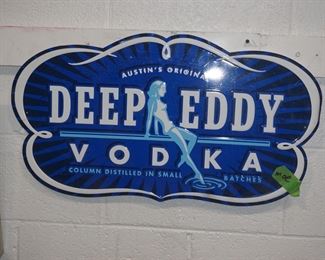 AUSTIN'S ORIGINAL
DEEP EDDY
VODKA
COLUMN DISTILLED IN SMALL BATCHES